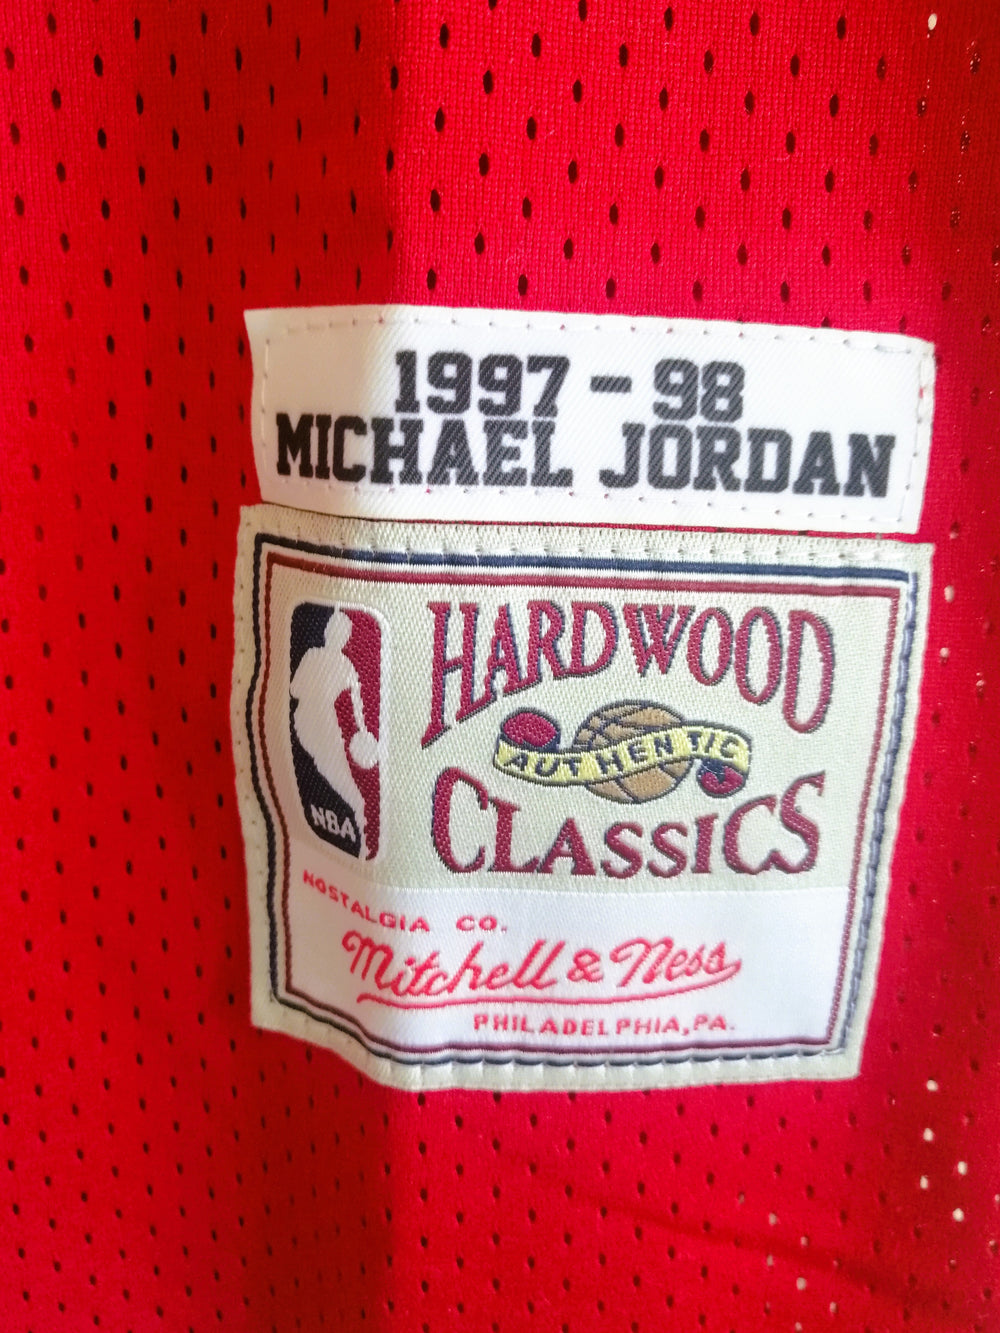 1997 - 98
MICHAEL JORDAN
HARDWOOD
AUTHENTIC
CLASSICS
NBA
NOSTALGIA CO.
Mitchell & Ness
PHILADELPHIA, PA.